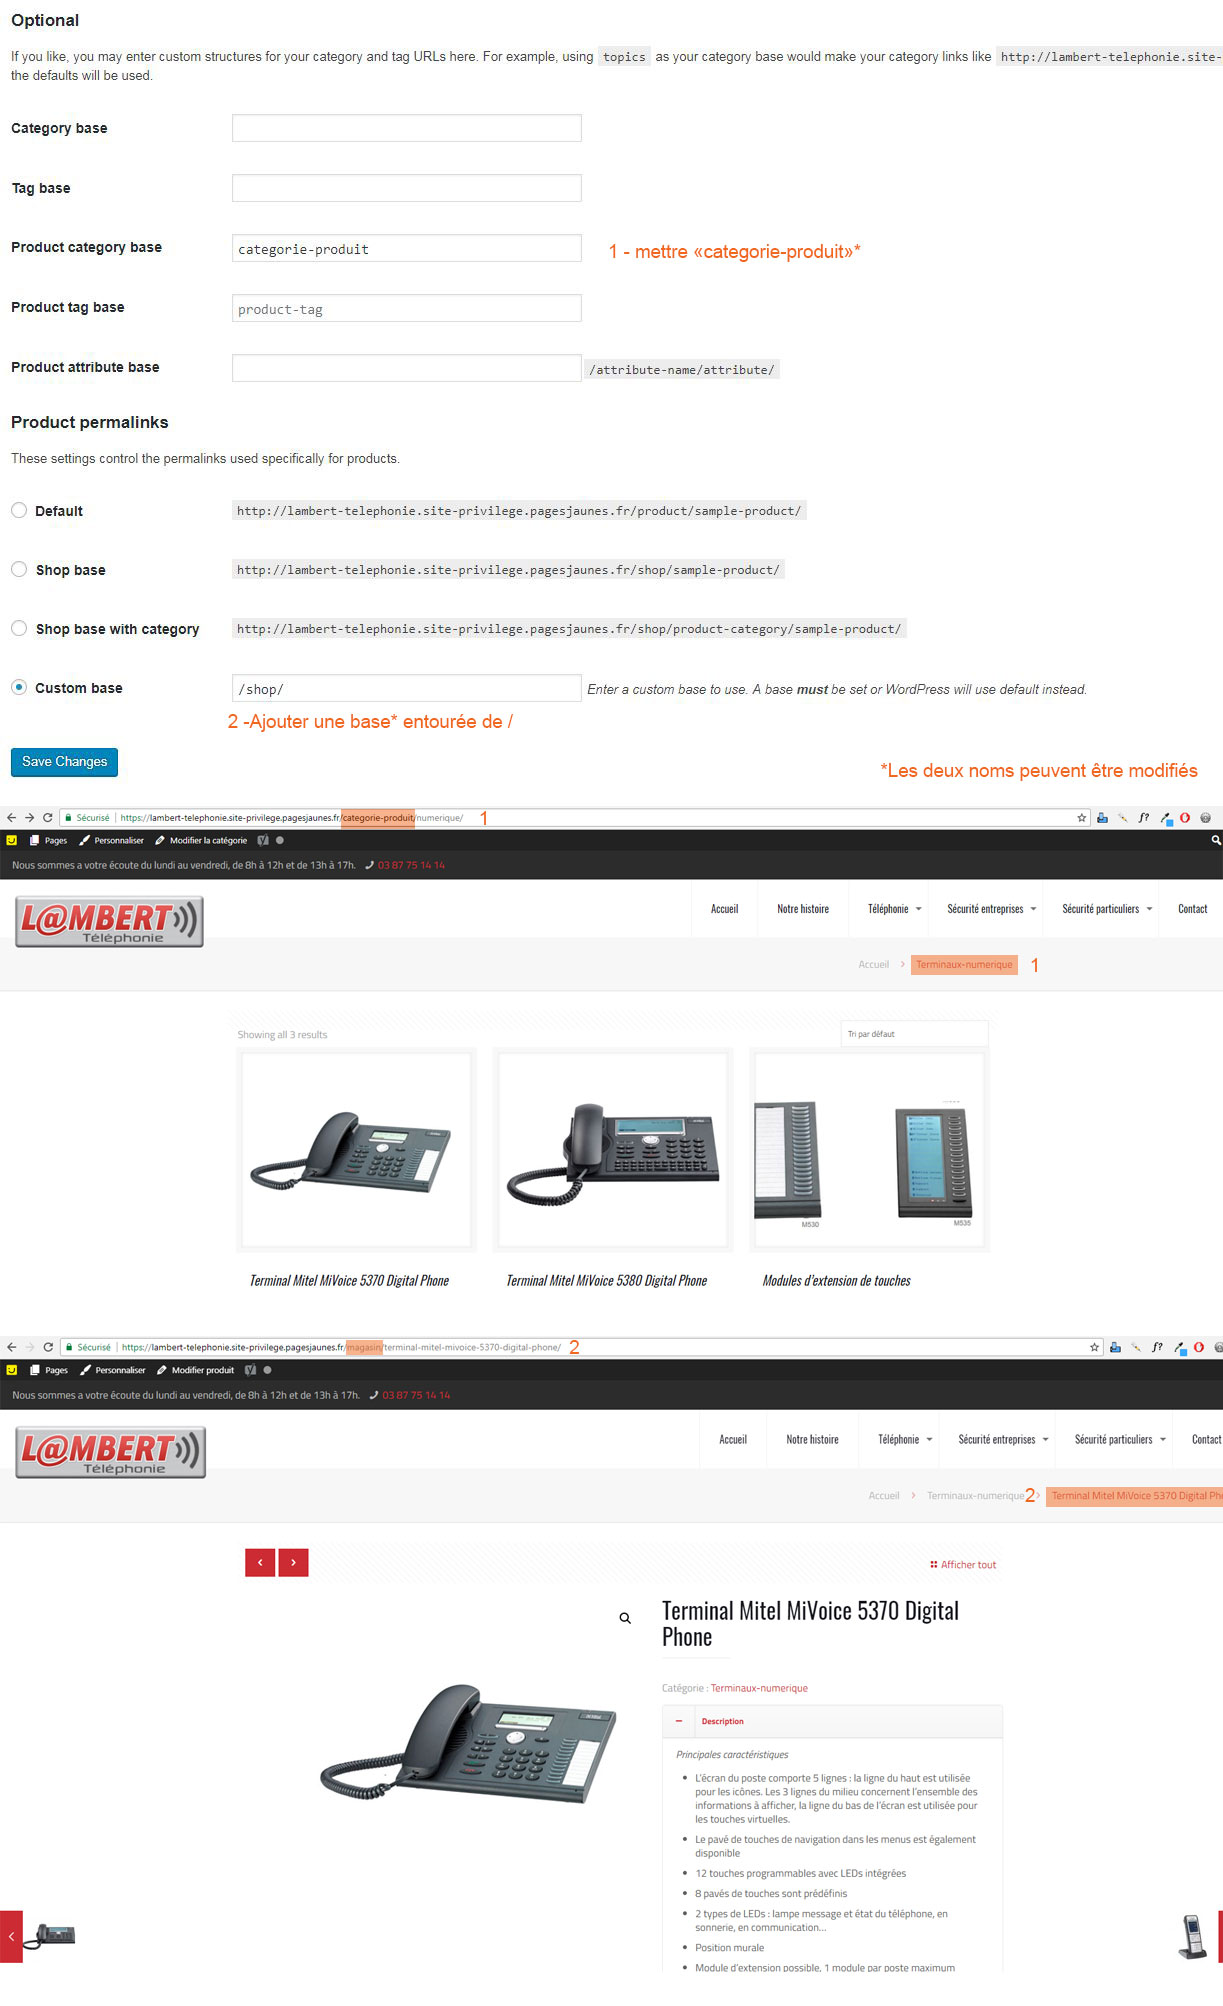 Optional
If you like, you may enter custom structures for your category and tag URLs here. For example, using topics as your category base would make your category links like http://lambert-telephonie.site-
the defaults will be used.
Category base
Tag base
Product category base categorie-produit 1 - mettre «categorie-produit»*
Product tag base product-tag
Product attribute base /attribute-name/attribute/
Product permalinks
These settings control the permalinks used specifically for products.
Default http://lambert-telephonie.site-privilege.pagesjaunes.fr/product/sample-product/
Shop base http://lambert-telephonie.site-privilege.pagesjaunes.fr/shop/sample-product/
Shop base with category http://lambert-telephonie.site-privilege.pagesjaunes.fr/shop/product-category/sample-product/
Custom base /shop/ Enter a custom base to use. A base must be set or WordPress will use default instead.
2 -Ajouter une base* entourée de /
Save Changes
*Les deux noms peuvent être modifiés
Sécurisé https://lambert-telephonie.site-privilege.pagesjaunes.fr/categorie-produit/numerique/ 1 f?
Pages Personnaliser Modifier la catégorie
Nous sommes a votre écoute du lundi au vendredi, de 8h à 12h et de 13h à 17h. 03 87 75 14 14
L@MBERT
Téléphonie
Accueil Notre histoire Téléphonie Sécurité entreprises Sécurité particuliers Contact
Accueil > Terminaux-numerique 1
Showing all 3 results Tri par défaut
M530 M535
Terminal Mitel MiVoice 5370 Digital Phone Terminal Mitel MiVoice 5380 Digital Phone Modules d'extension de touches
Sécurisé https://lambert-telephonie.site-privilege.pagesjaunes.fr/magasin/terminal-mitel-mivoice-5370-digital-phone/ 2 f?
Pages Personnaliser Modifier produit
Nous sommes a votre écoute du lundi au vendredi, de 8h à 12h et de 13h à 17h. 03 87 75 14 14
L@MBERT
Téléphonie
Accueil Notre histoire Téléphonie Sécurité entreprises Sécurité particuliers Contact
Accueil > Terminaux-numerique 2 > Terminal Mitel MiVoice 5370 Digital Ph
Afficher tout
Terminal Mitel MiVoice 5370 Digital
Phone
Catégorie : Terminaux-numerique
Description
Principales caractéristiques
• L'écran du poste comporte 5 lignes : la ligne du haut est utilisée
pour les icônes. Les 3 lignes du milieu concernent l'ensemble des
informations à afficher, la ligne du bas de l'écran est utilisée pour
les touches virtuelles.
• Le pavé de touches de navigation dans les menus est également
disponible
• 12 touches programmables avec LEDs intégrées
• 8 pavés de touches sont prédéfinis
• 2 types de LEDs : lampe message et état du téléphone, en
sonnerie, en communication...
• Position murale
• Module d'extension possible, 1 module par poste maximum